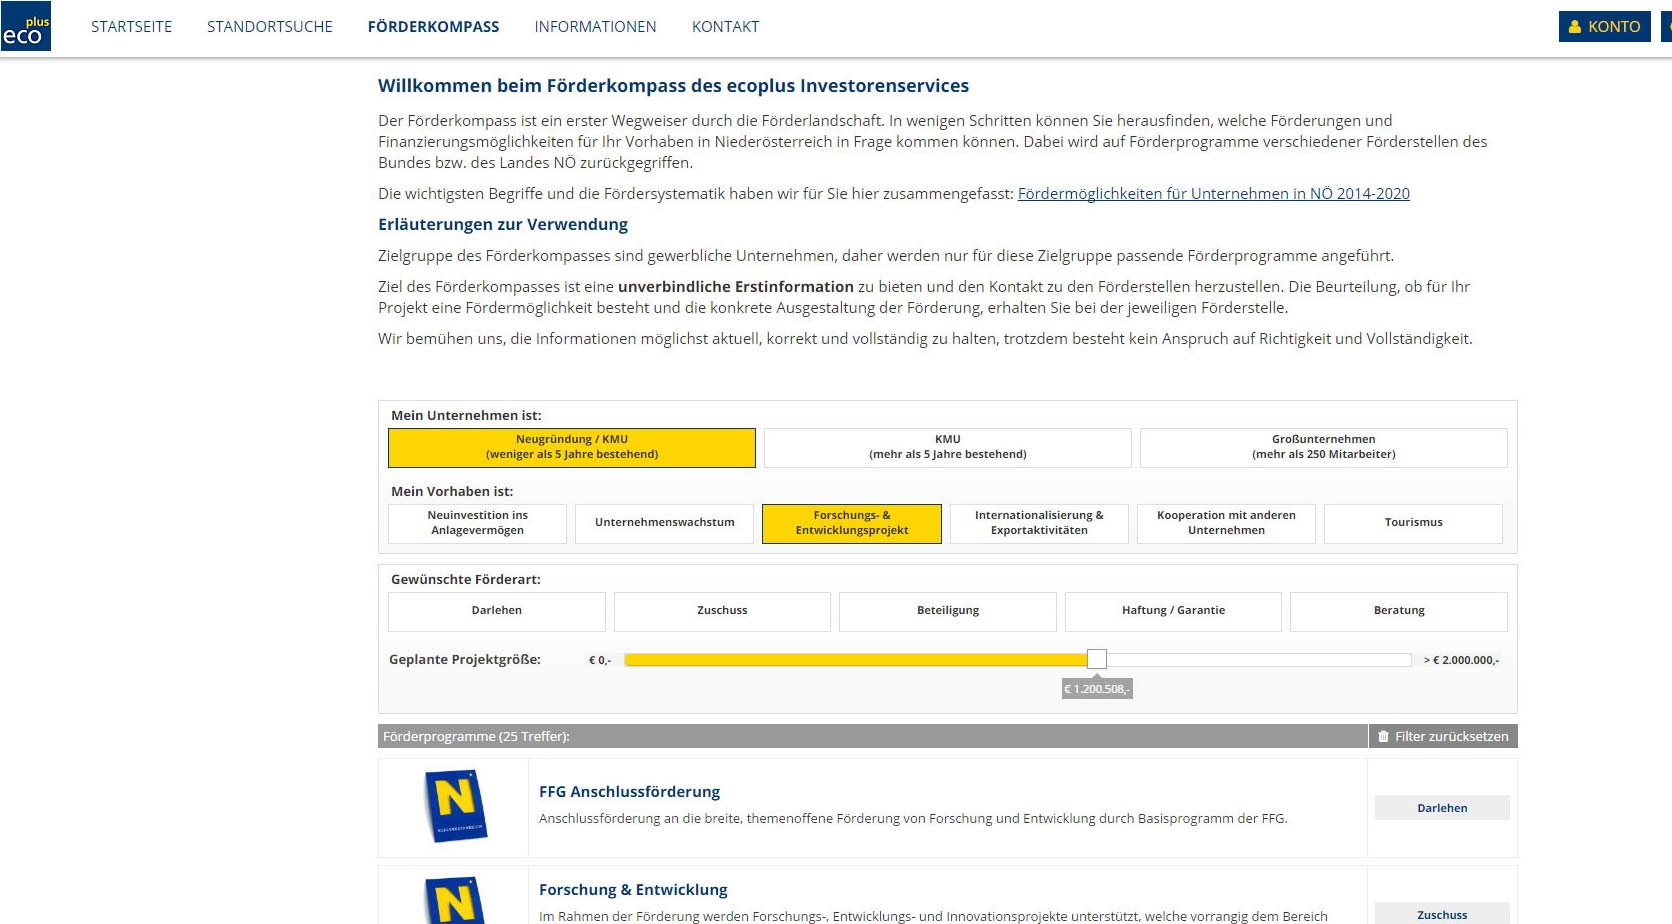 plus
eco
STARTSEITE
STANDORTSUCHE
FÖRDERKOMPASS
INFORMATIONEN
KONTAKT
KONTO
Willkommen beim Förderkompass des ecoplus Investorenservices
Der Förderkompass ist ein erster Wegweiser durch die Förderlandschaft. In wenigen Schritten können Sie herausfinden, welche Förderungen und
Finanzierungsmöglichkeiten für Ihr Vorhaben in Niederösterreich in Frage kommen können. Dabei wird auf Förderprogramme verschiedener Förderstellen des
Bundes bzw. des Landes NÖ zurückgegriffen.
Die wichtigsten Begriffe und die Fördersystematik haben wir für Sie hier zusammengefasst: Fördermöglichkeiten für Unternehmen in NÖ 2014-2020
Erläuterungen zur Verwendung
Zielgruppe des Förderkompasses sind gewerbliche Unternehmen, daher werden nur für diese Zielgruppe passende Förderprogramme angeführt.
Ziel des Förderkompasses ist eine unverbindliche Erstinformation zu bieten und den Kontakt zu den Förderstellen herzustellen. Die Beurteilung, ob für Ihr
Projekt eine Fördermöglichkeit besteht und die konkrete Ausgestaltung der Förderung, erhalten Sie bei der jeweiligen Förderstelle.
Wir bemühen uns, die Informationen möglichst aktuell, korrekt und vollständig zu halten, trotzdem besteht kein Anspruch auf Richtigkeit und Vollständigkeit.
Mein Unternehmen ist:
Neugründung / KMU
(weniger als 5 Jahre bestehend)
KMU
(mehr als 5 Jahre bestehend)
Großunternehmen
(mehr als 250 Mitarbeiter)
Mein Vorhaben ist:
Neuinvestition ins
Anlagevermögen
Unternehmenswachstum
Forschungs- &
Entwicklungsprojekt
Internationalisierung &
Exportaktivitäten
Kooperation mit anderen
Unternehmen
Tourismus
Gewünschte Förderart:
Darlehen
Zuschuss
Beteiligung
Haftung / Garantie
Beratung
Geplante Projektgröße:
€ 0,-
> € 2.000.000,-
€ 1.200.508,-
Förderprogramme (25 Treffer):
Filter zurücksetzen
N
NIEDERÖSTERREICH
FFG Anschlussförderung
Anschlussförderung an die breite, themenoffene Förderung von Forschung und Entwicklung durch Basisprogramm der FFG.
Darlehen
N
Forschung & Entwicklung
Im Rahmen der Förderung werden Forschungs-, Entwicklungs- und Innovationsprojekte unterstützt, welche vorrangig dem Bereich
Zuschuss